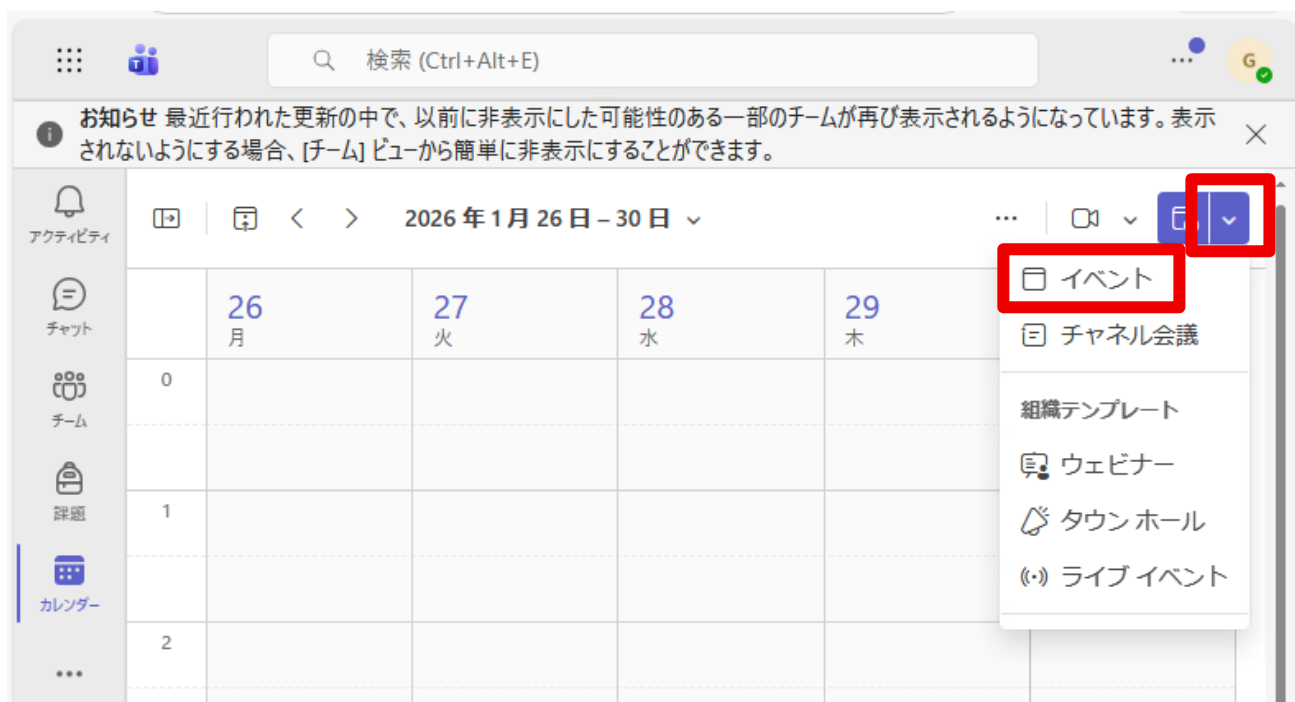 検索 (Ctrl+Alt+E)
G
お知らせ 最近行われた更新の中で、以前に非表示にした可能性のある一部のチームが再び表示されるようになっています。表示
されないようにする場合、[チーム] ビューから簡単に非表示にすることができます。
アクティビティ
チャット
チーム
課題
カレンダー
2026 年 1 月 26 日 – 30 日
26
月
27
火
28
水
29
木
0
1
2
イベント
チャネル会議
組織テンプレート
ウェビナー
タウン ホール
ライブ イベント